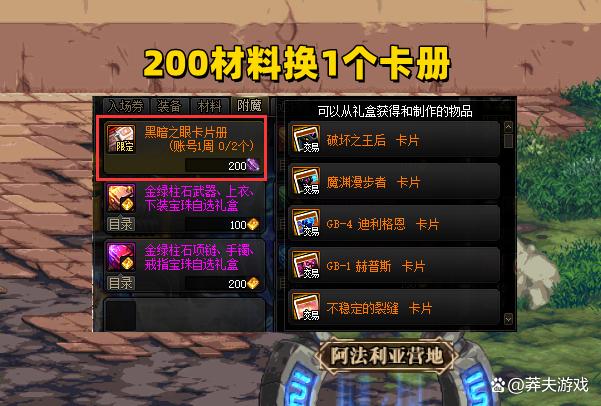 200材料换1个卡册
入场券 装备 材料 附魔
可以从礼盒获得和制作的物品
黑暗之眼卡片册
(账号1周 0/2个)
限定
200
金绿柱石武器、上衣、
下装宝珠自选礼盒
目录
100
金绿柱石项链、手镯、
戒指宝珠自选礼盒
目录
200
破坏之王后 卡片
交易
魔渊漫步者 卡片
交易
GB-4 迪利格恩 卡片
交易
GB-1 赫普斯 卡片
交易
不稳定的裂缝 卡片
交易
阿法利亚营地
Bai du @莽夫游戏